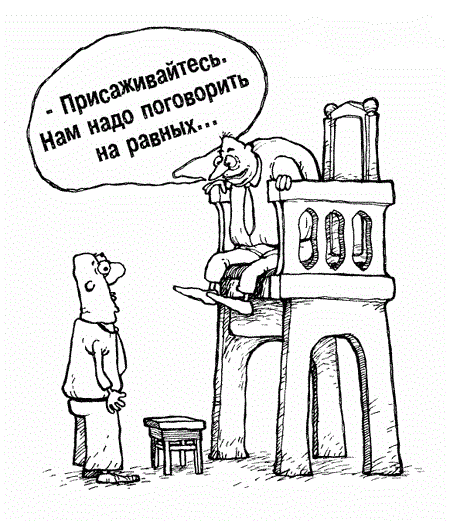 - Присаживайтесь.
Нам надо поговорить
на равных...